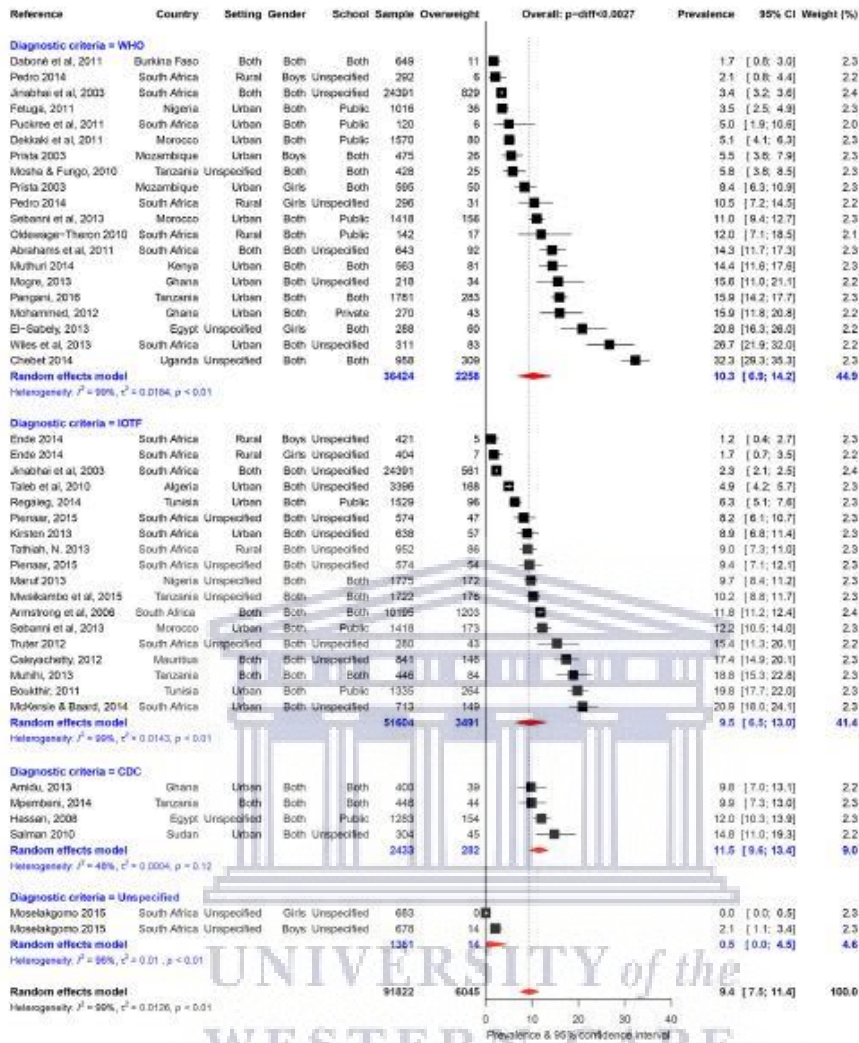 Reference Country Setting Gender School Sample Overweight Overall: p-diff<0.0027 Prevalence 95% CI Weight (%)
Diagnostic criteria = WHO
Daboné et al, 2011 Burkina Faso Both Both Both 649 11 1.7 [ 0.8; 3.0] 2.3
Pedro 2014 South Africa Rural Boys Unspecified 292 6 2.1 [ 0.8; 4.4] 2.2
Jinabhai et al, 2003 South Africa Both Both Unspecified 24391 829 3.4 [ 3.2; 3.6] 2.4
Fetuga, 2011 Nigeria Urban Both Public 1016 36 3.5 [ 2.5; 4.9] 2.3
Puckree et al, 2011 South Africa Urban Both Public 120 6 5.0 [ 1.9; 10.6] 2.0
Dekkaki et al, 2011 Morocco Urban Both Public 1570 80 5.1 [ 4.1; 6.3] 2.3
Prista 2003 Mozambique Urban Boys Both 475 26 5.5 [ 3.6; 7.9] 2.3
Mosha & Fungo, 2010 Tanzania Unspecified Both Both 428 25 5.8 [ 3.8; 8.5] 2.3
Prista 2003 Mozambique Urban Girls Both 595 50 8.4 [ 6.3; 10.9] 2.3
Pedro 2014 South Africa Rural Girls Unspecified 296 31 10.5 [ 7.2; 14.5] 2.2
Sebanni et al, 2013 Morocco Urban Both Public 1418 156 11.0 [ 9.4; 12.7] 2.3
Oldewage-Theron 2010 South Africa Rural Both Public 142 17 12.0 [ 7.1; 18.5] 2.1
Abrahams et al, 2011 South Africa Both Both Unspecified 643 92 14.3 [11.7; 17.3] 2.3
Muthuri 2014 Kenya Urban Both Both 563 81 14.4 [11.6; 17.6] 2.3
Mogre, 2013 Ghana Urban Both Unspecified 218 34 15.6 [11.0; 21.1] 2.2
Pangani, 2016 Tanzania Urban Both Both 1781 283 15.9 [14.2; 17.7] 2.3
Mohammed, 2012 Ghana Urban Both Private 270 43 15.9 [11.8; 20.8] 2.2
El-Sabely, 2013 Egypt Unspecified Girls Both 288 60 20.8 [16.3; 26.0] 2.2
Wiles et al, 2013 South Africa Urban Both Unspecified 311 83 26.7 [21.9; 32.0] 2.2
Chebet 2014 Uganda Urban Both Unspecified 958 309 32.3 [29.3; 35.3] 2.3
Random effects model 36424 2258 10.3 [ 6.9; 14.2] 44.9
Heterogeneity: I² = 99%, τ² = 0.0184, p < 0.01
Diagnostic criteria = IOTF
Ende 2014 South Africa Rural Boys Unspecified 421 5 1.2 [ 0.4; 2.7] 2.3
Ende 2014 South Africa Rural Girls Unspecified 404 7 1.7 [ 0.7; 3.5] 2.2
Jinabhai et al, 2003 South Africa Both Both Unspecified 24391 561 2.3 [ 2.1; 2.5] 2.4
Taleb et al, 2010 Algeria Urban Both Both 3396 168 4.9 [ 4.2; 5.7] 2.3
Regaieg, 2014 Tunisia Urban Both Public 1529 96 6.3 [ 5.1; 7.6] 2.3
Pienaar, 2015 South Africa Unspecified Both Unspecified 574 47 8.2 [ 6.1; 10.7] 2.3
Kirsten 2013 South Africa Urban Both Unspecified 638 57 8.9 [ 6.8; 11.4] 2.3
Tathiah, N. 2013 South Africa Rural Both Unspecified 952 86 9.0 [ 7.3; 11.0] 2.3
Pienaar, 2015 South Africa Unspecified Both Unspecified 574 54 9.4 [ 7.1; 12.1] 2.3
Maruf 2013 Nigeria Unspecified Both Both 1775 172 9.7 [ 8.4; 11.2] 2.3
Mwaikambo et al, 2015 Tanzania Unspecified Both Both 1722 176 10.2 [ 8.8; 11.7] 2.3
Armstrong et al, 2006 South Africa Both Both Both 10195 1203 11.8 [11.2; 12.4] 2.4
Sebanni et al, 2013 Morocco Urban Both Public 1418 173 12.2 [10.5; 14.0] 2.3
Truter 2012 South Africa Unspecified Both Unspecified 280 43 15.4 [11.3; 20.1] 2.2
Caleyachetty, 2012 Mauritius Both Both Unspecified 841 146 17.4 [14.9; 20.1] 2.3
Muhihi, 2013 Tanzania Both Both Both 446 84 18.8 [15.3; 22.8] 2.3
Boukthir, 2011 Tunisia Urban Both Public 1335 264 19.8 [17.7; 22.0] 2.3
McKersie & Baard, 2014 South Africa Urban Both Unspecified 713 149 20.9 [18.0; 24.1] 2.3
Random effects model 51604 3491 9.5 [ 6.5; 13.0] 41.4
Heterogeneity: I² = 99%, τ² = 0.0143, p < 0.01
Diagnostic criteria = CDC
Amidu, 2013 Ghana Urban Both Both 400 39 9.8 [ 7.0; 13.1] 2.2
Mpembeni, 2014 Tanzania Both Both Both 446 44 9.9 [ 7.3; 13.0] 2.3
Hassan, 2008 Egypt Unspecified Both Public 1283 154 12.0 [10.3; 13.9] 2.3
Salman 2010 Sudan Urban Both Unspecified 304 45 14.8 [11.0; 19.3] 2.2
Random effects model 2433 282 11.5 [ 9.6; 13.4] 9.0
Heterogeneity: I² = 48%, τ² = 0.0004, p = 0.12
Diagnostic criteria = Unspecified
Moselakgomo 2015 South Africa Unspecified Girls Unspecified 683 0 0.0 [ 0.0; 0.5] 2.3
Moselakgomo 2015 South Africa Unspecified Boys Unspecified 678 14 2.1 [ 1.1; 3.4] 2.3
Random effects model 1361 14 0.5 [ 0.0; 4.5] 4.6
Heterogeneity: I² = 96%, τ² = 0.01 , p < 0.01
UNIVERSITY of the
Random effects model 91822 6045 9.4 [ 7.5; 11.4] 100.0
Heterogeneity: I² = 99%, τ² = 0.0126, p < 0.01
0 10 20 30 40
Prevalence & 95% confidence interval
WESTERN CAPE